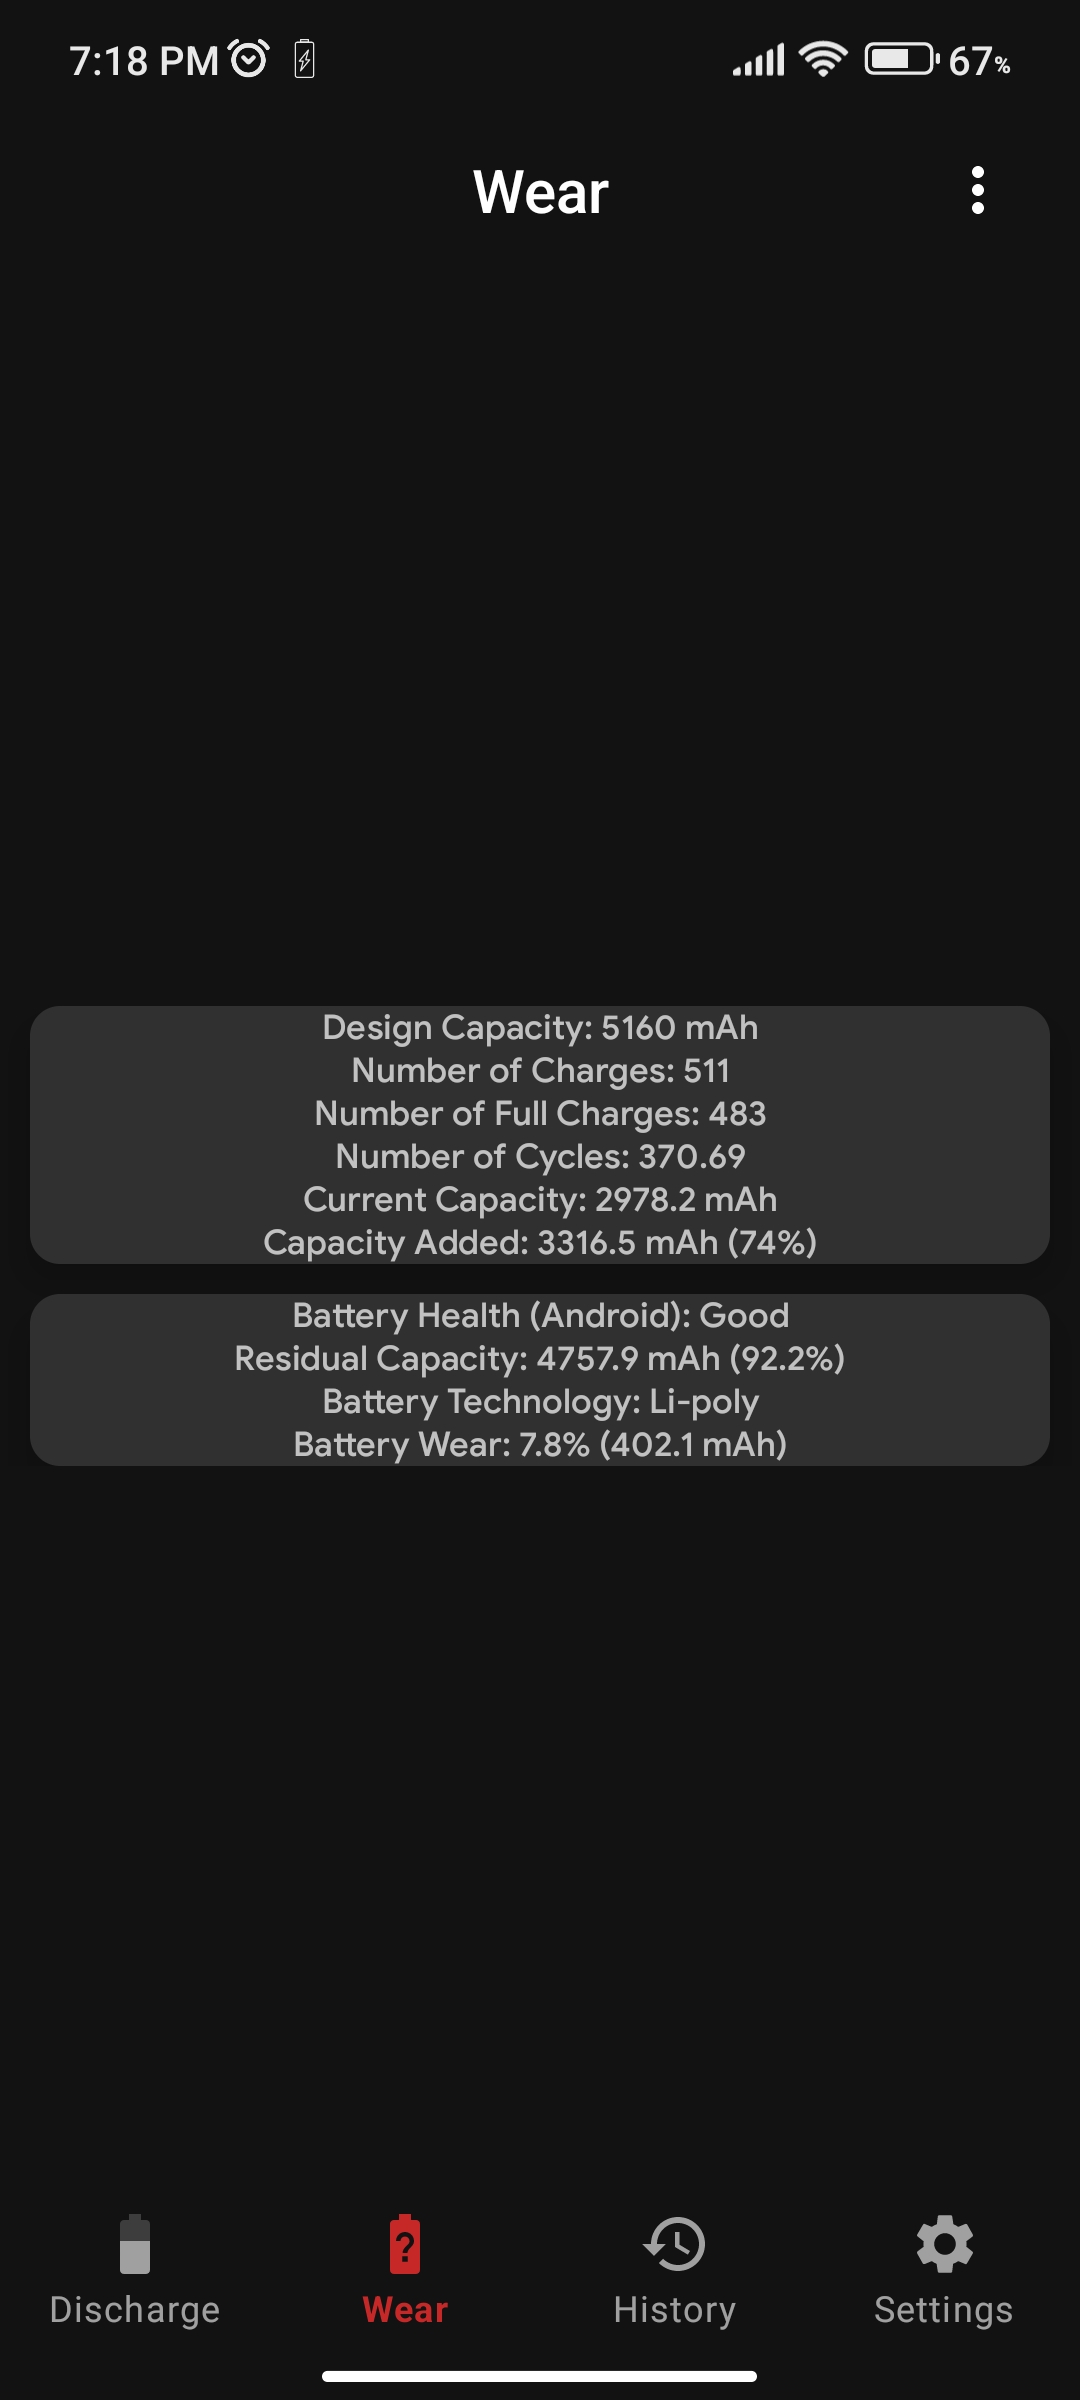 7:18 PM 67%
Wear
Design Capacity: 5160 mAh
Number of Charges: 511
Number of Full Charges: 483
Number of Cycles: 370.69
Current Capacity: 2978.2 mAh
Capacity Added: 3316.5 mAh (74%)
Battery Health (Android): Good
Residual Capacity: 4757.9 mAh (92.2%)
Battery Technology: Li-poly
Battery Wear: 7.8% (402.1 mAh)
?
Discharge Wear History Settings